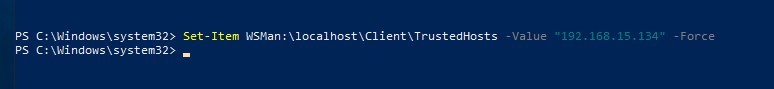 PS C:\Windows\system32> Set-Item WSMan:\localhost\Client\TrustedHosts -Value "192.168.15.134" -Force
PS C:\Windows\system32>